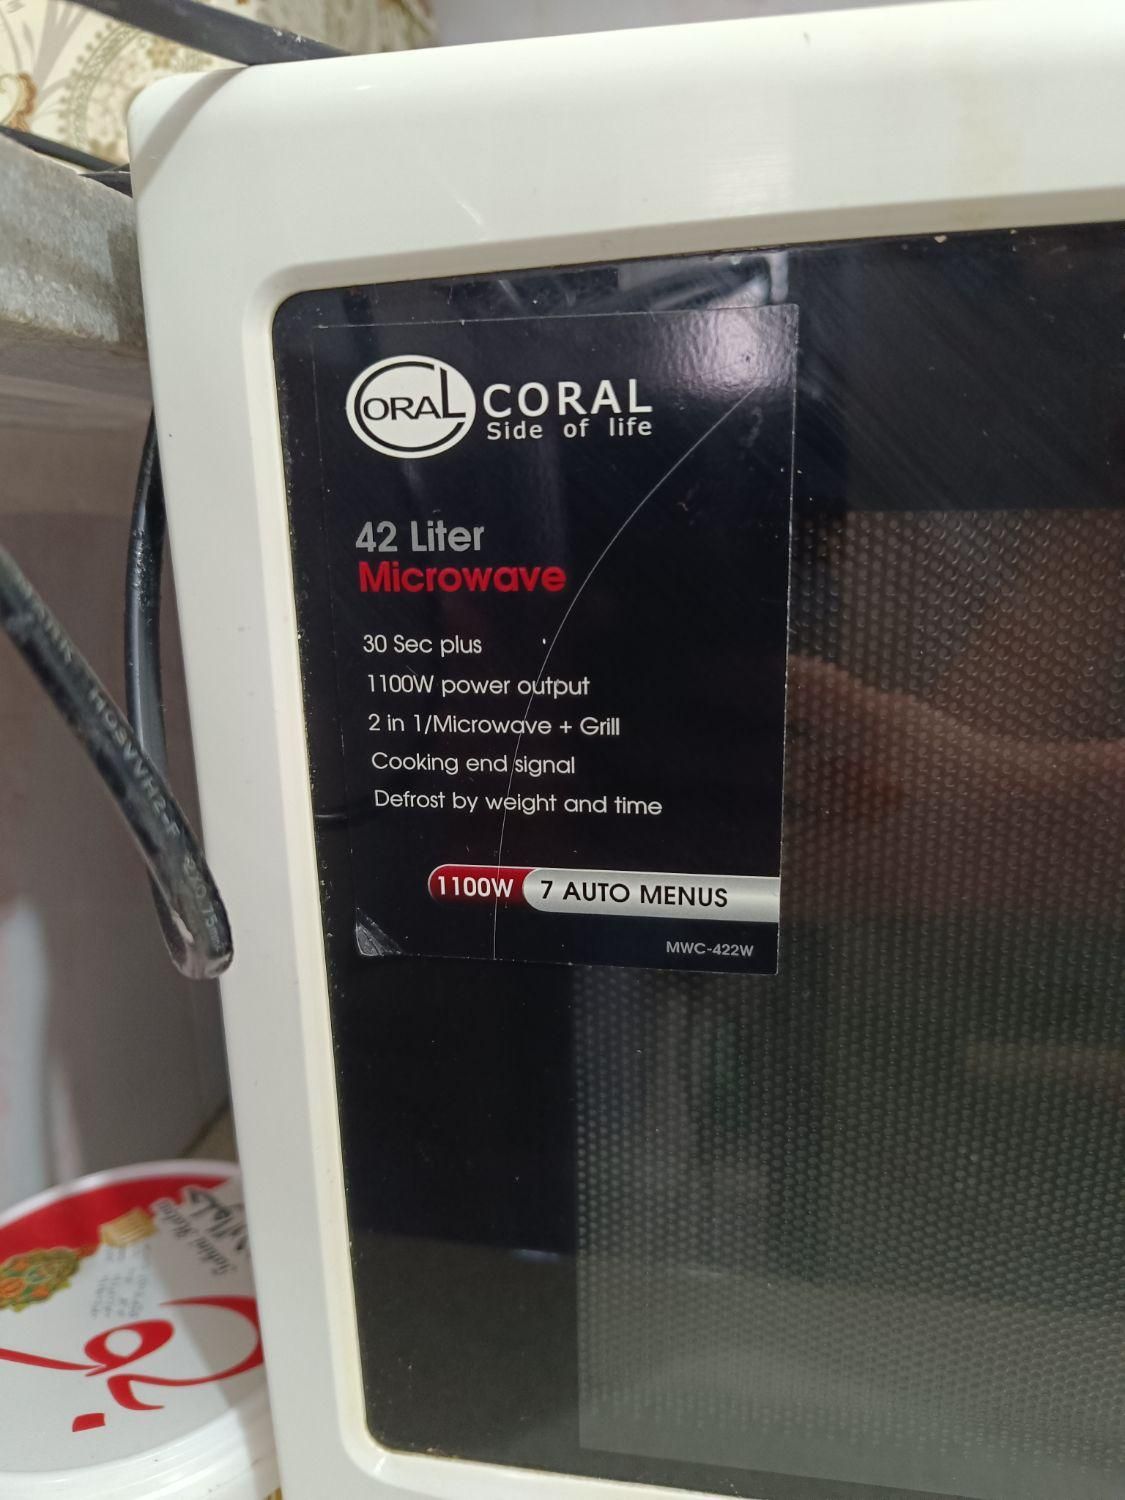 ORAL
CORAL
Side of life
42 Liter
Microwave
30 Sec plus
1100W power output
2 in 1/Microwave + Grill
Cooking end signal
Defrost by weight and time
1100W 7 AUTO MENUS
MWC-422W